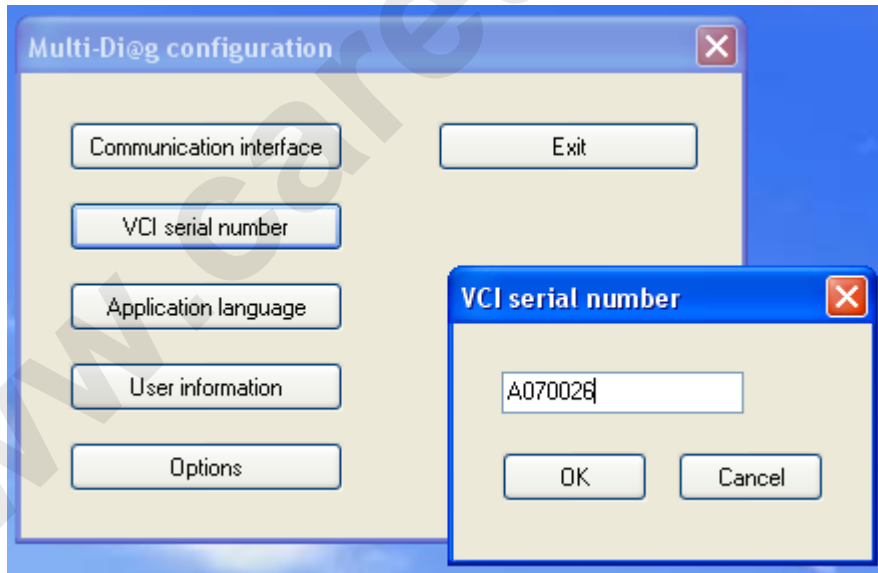 Multi-Di@g configuration
Communication interface
Exit
VCI serial number
Application language
User information
Options
VCI serial number
A070026
OK
Cancel